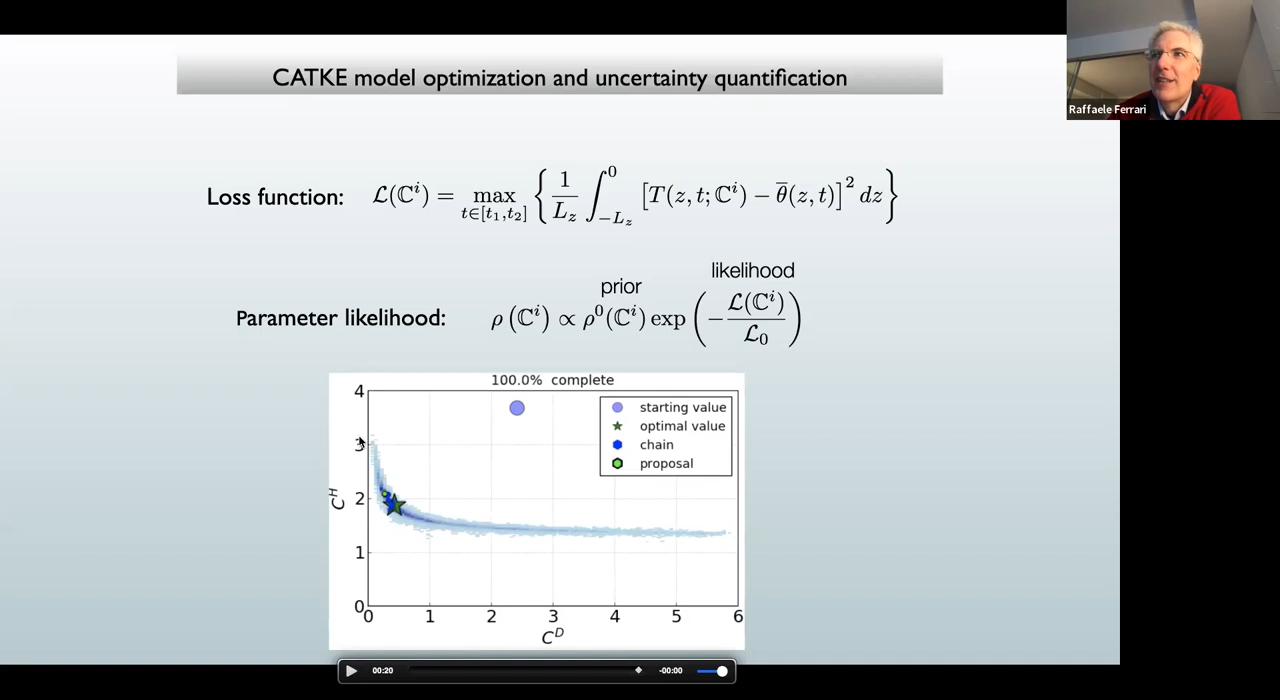 CATKE model optimization and uncertainty quantification
Raffaele Ferrari
Loss function: ℒ(ℂⁱ) = max_{t∈[t₁,t₂]} { 1/L_z ∫_{−L_z}^{0} [T(z, t; ℂⁱ) − θ̅(z, t)]² dz }
likelihood
prior
Parameter likelihood: ρ(ℂⁱ) ∝ ρ⁰(ℂⁱ) exp(−ℒ(ℂⁱ)/ℒ₀)
100.0% complete
starting value
optimal value
chain
proposal
4
3
2
1
0
C^H
0 1 2 3 4 5 6
C^D
00:20 -00:00